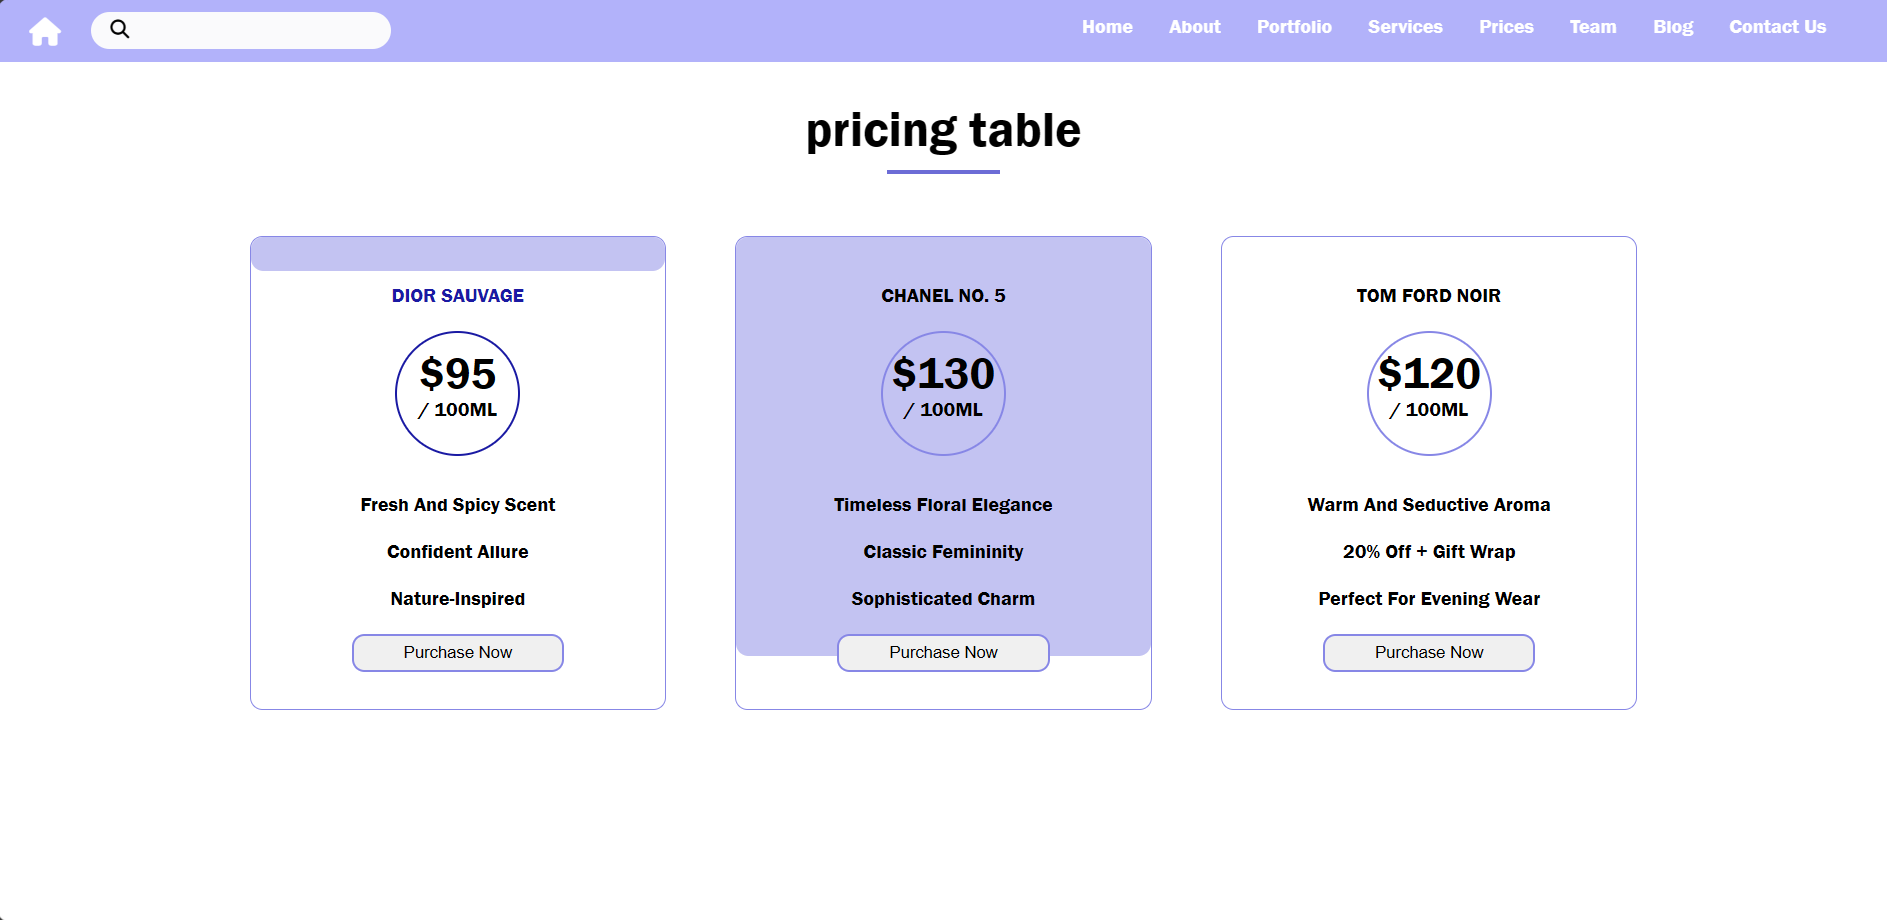 Home About Portfolio Services Prices Team Blog Contact Us
pricing table
DIOR SAUVAGE
$95
/ 100ML
Fresh And Spicy Scent
Confident Allure
Nature-Inspired
Purchase Now
CHANEL NO. 5
$130
/ 100ML
Timeless Floral Elegance
Classic Femininity
Sophisticated Charm
Purchase Now
TOM FORD NOIR
$120
/ 100ML
Warm And Seductive Aroma
20% Off + Gift Wrap
Perfect For Evening Wear
Purchase Now